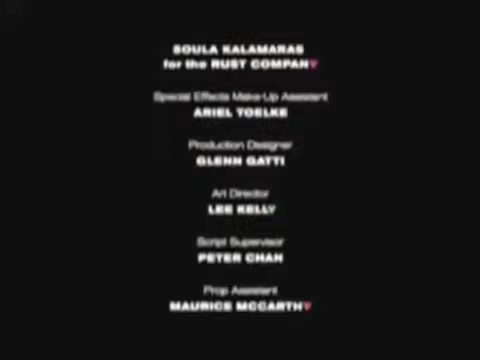 SOULA KALAMARAS
for the RUST COMPANY
Special Effects Make-Up Assistant
ARIEL TOELKE
Production Designer
GLENN GATTI
Art Director
LEE KELLY
Script Supervisor
PETER CHAN
Prop Assistant
MAURICE MCCARTHY